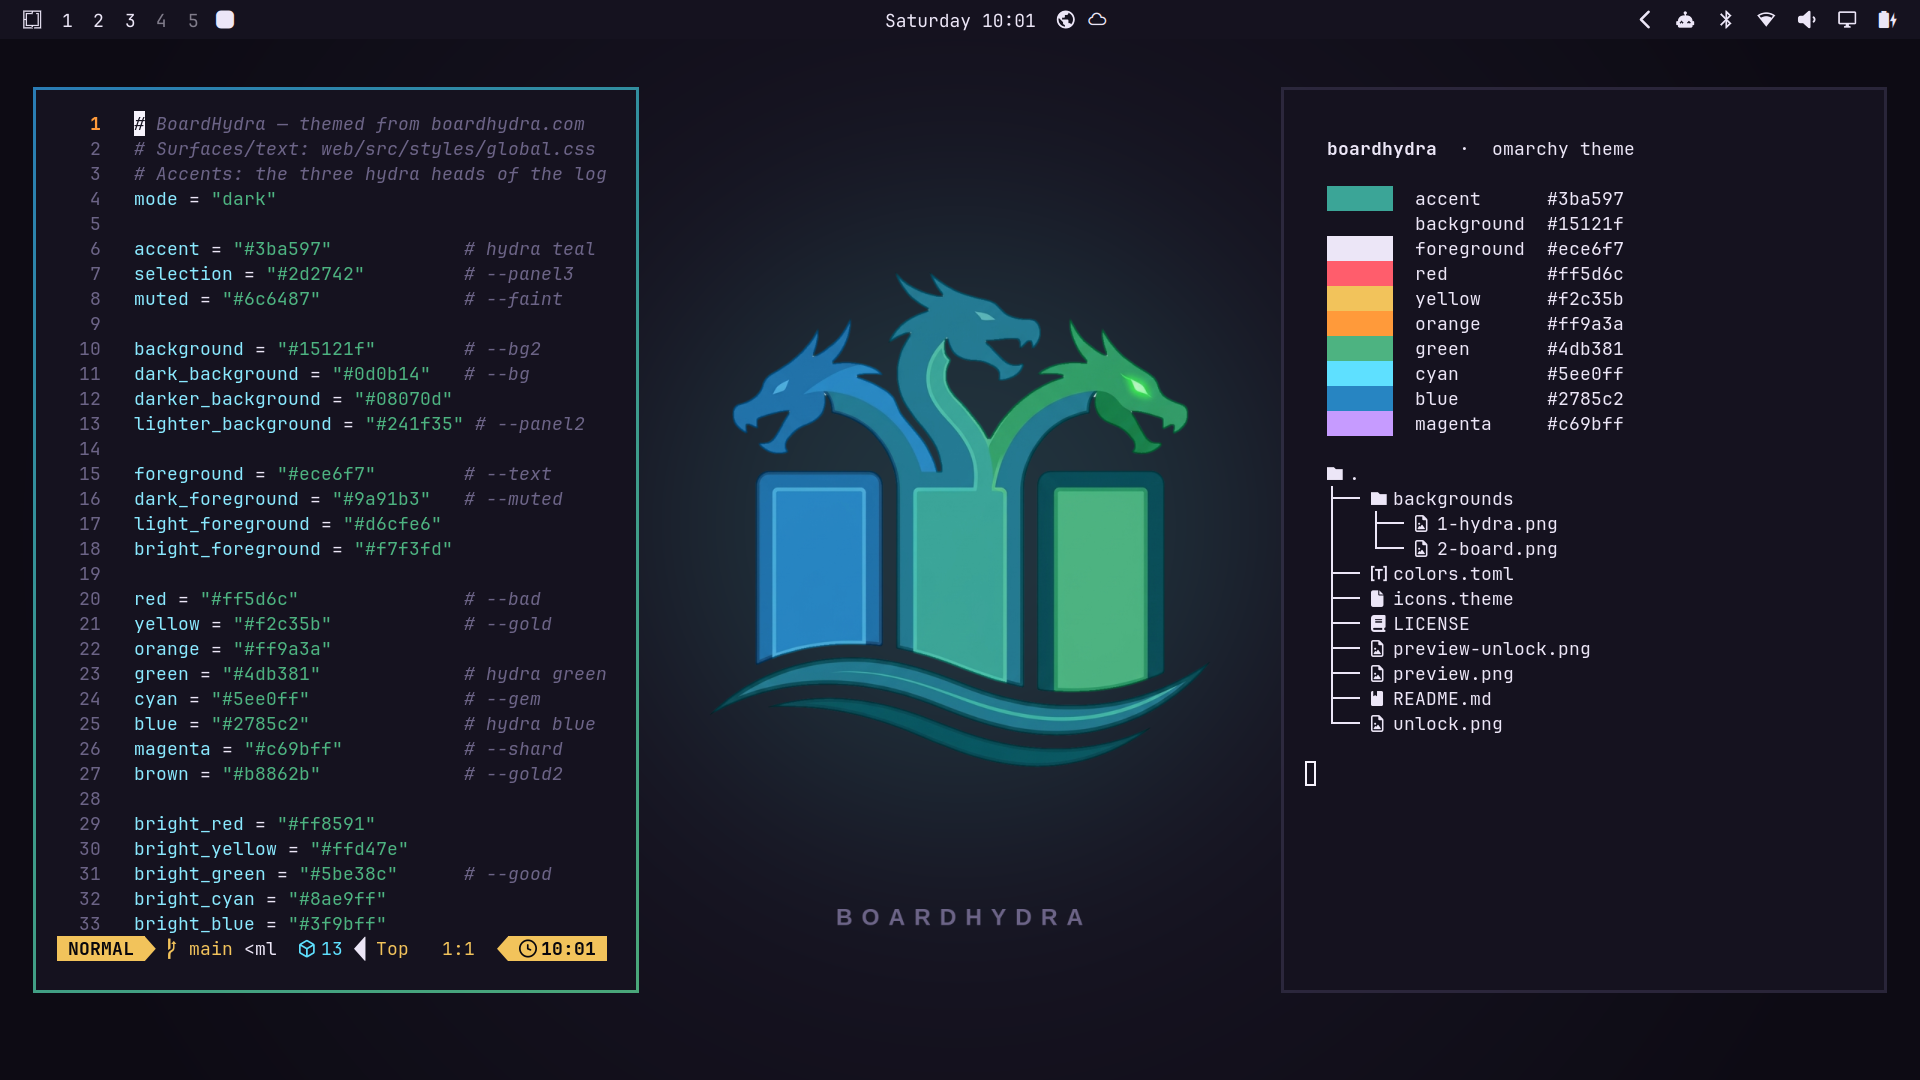 1 2 3 4 5
Saturday 10:01
1 # BoardHydra — themed from boardhydra.com
2 # Surfaces/text: web/src/styles/global.css
3 # Accents: the three hydra heads of the log
4 mode = "dark"
5
6 accent = "#3ba597" # hydra teal
7 selection = "#2d2742" # --panel3
8 muted = "#6c6487" # --faint
9
10 background = "#15121f" # --bg2
11 dark_background = "#0d0b14" # --bg
12 darker_background = "#08070d"
13 lighter_background = "#241f35" # --panel2
14
15 foreground = "#ece6f7" # --text
16 dark_foreground = "#9a91b3" # --muted
17 light_foreground = "#d6cfe6"
18 bright_foreground = "#f7f3fd"
19
20 red = "#ff5d6c" # --bad
21 yellow = "#f2c35b" # --gold
22 orange = "#ff9a3a"
23 green = "#4db381" # hydra green
24 cyan = "#5ee0ff" # --gem
25 blue = "#2785c2" # hydra blue
26 magenta = "#c69bff" # --shard
27 brown = "#b8862b" # --gold2
28
29 bright_red = "#ff8591"
30 bright_yellow = "#ffd47e"
31 bright_green = "#5be38c" # --good
32 bright_cyan = "#8ae9ff"
33 bright_blue = "#3f9bff"
NORMAL main <ml 13 Top 1:1 10:01
BOARDHYDRA
boardhydra · omarchy theme
accent #3ba597
background #15121f
foreground #ece6f7
red #ff5d6c
yellow #f2c35b
orange #ff9a3a
green #4db381
cyan #5ee0ff
blue #2785c2
magenta #c69bff
.
backgrounds
1-hydra.png
2-board.png
colors.toml
icons.theme
LICENSE
preview-unlock.png
preview.png
README.md
unlock.png